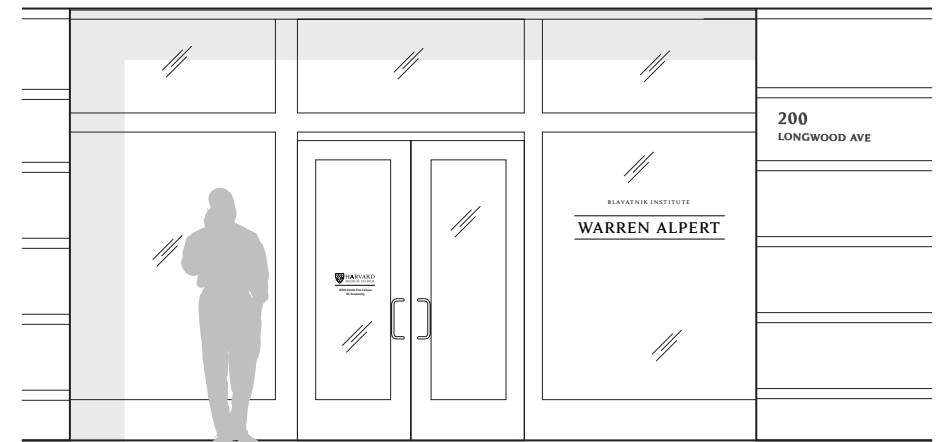 200
LONGWOOD AVE
BLAVATNIK INSTITUTE
WARREN ALPERT
HARVARD
MEDICAL SCHOOL